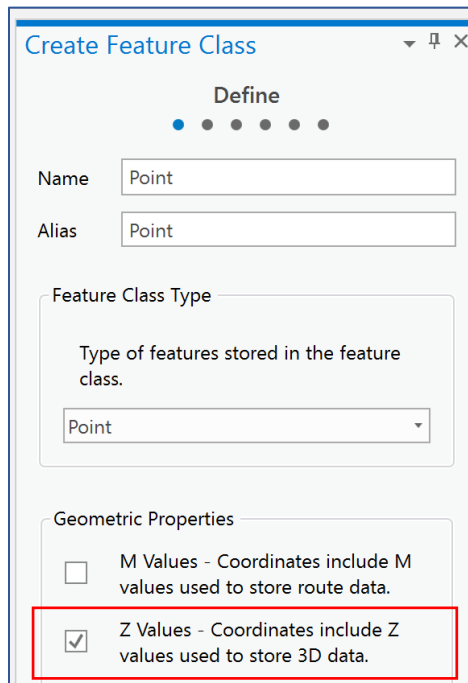 Create Feature Class
Define
Name
Point
Alias
Point
Feature Class Type
Type of features stored in the feature
class.
Point
Geometric Properties
M Values - Coordinates include M
values used to store route data.
Z Values - Coordinates include Z
values used to store 3D data.